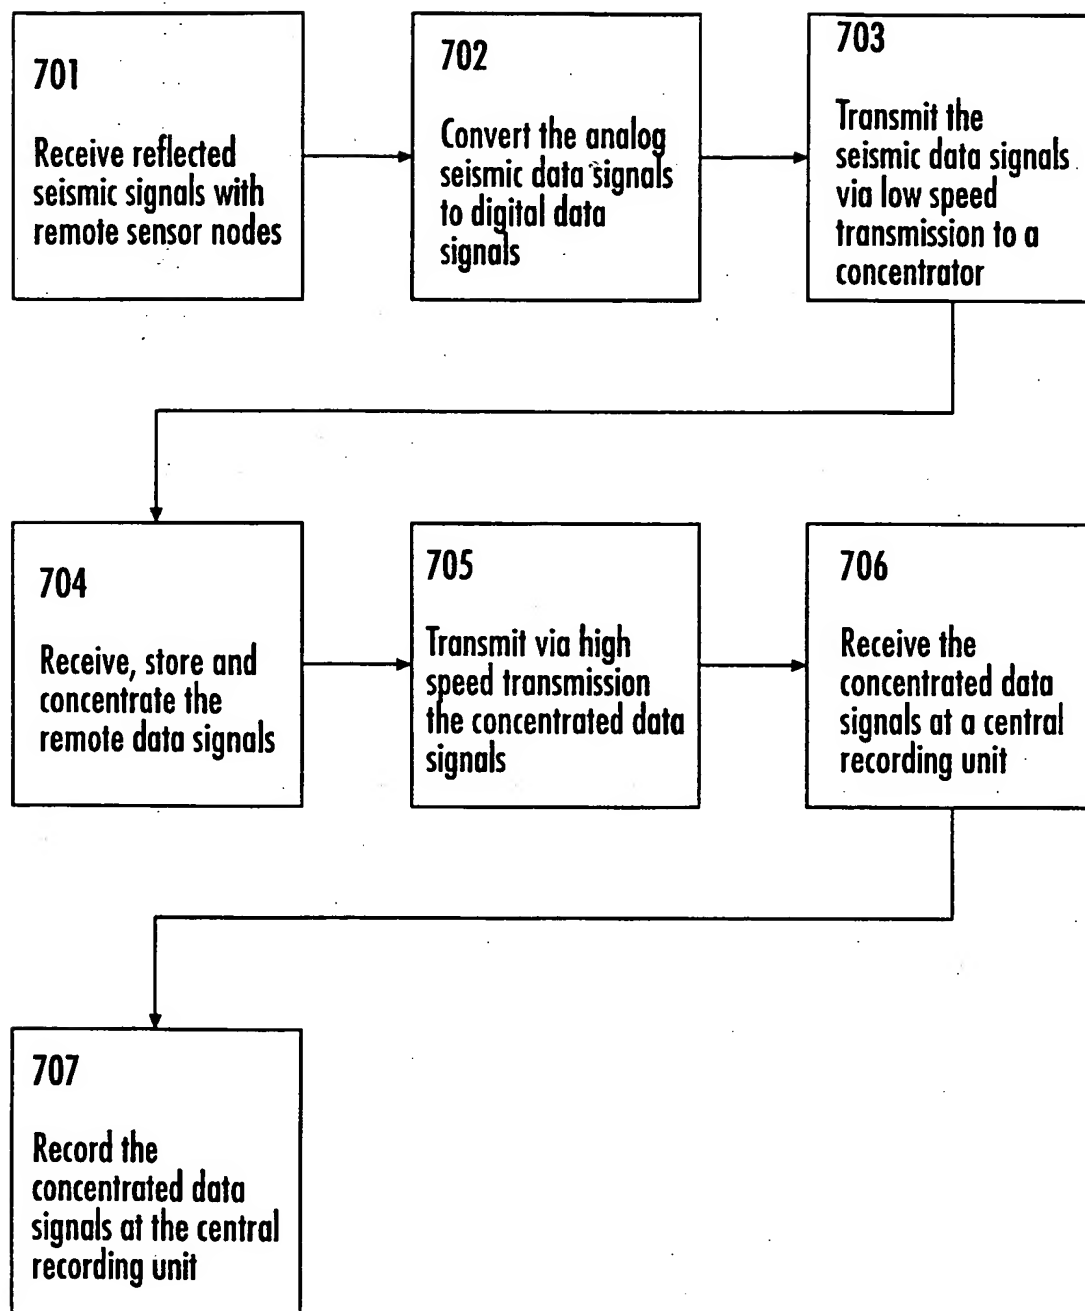 701
Receive reflected
seismic signals with
remote sensor nodes
702
Convert the analog
seismic data signals
to digital data
signals
703
Transmit the
seismic data signals
via low speed
transmission to a
concentrator
704
Receive, store and
concentrate the
remote data signals
705
Transmit via high
speed transmission
the concentrated data
signals
706
Receive the
concentrated data
signals at a central
recording unit
707
Record the
concentrated data
signals at the central
recording unit